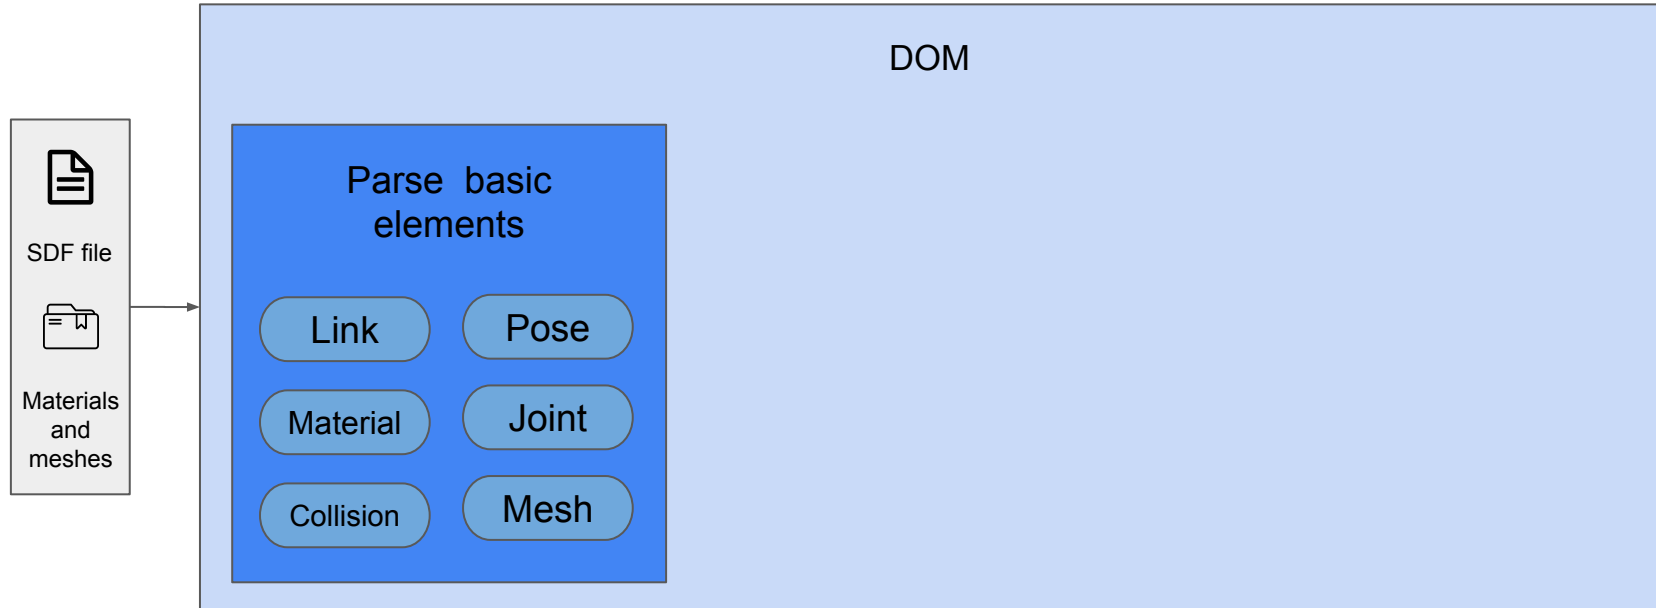 DOM
SDF file
Materials
and
meshes
Parse basic
elements
Link
Pose
Material
Joint
Collision
Mesh